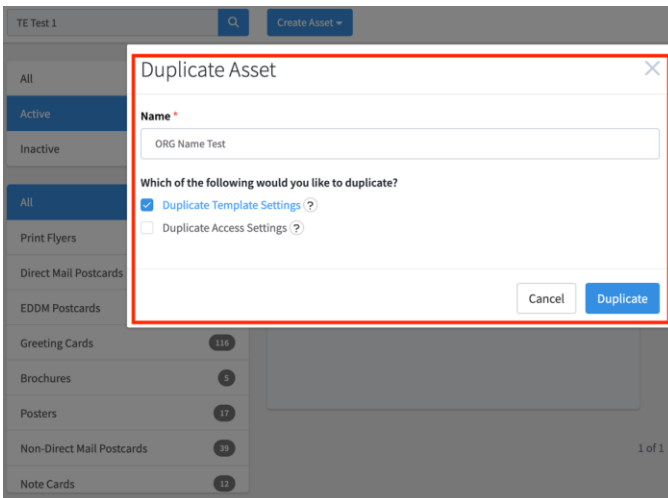 TE Test 1
Create Asset
All
Active
Inactive
All
Print Flyers
Direct Mail Postcards
EDDM Postcards
Greeting Cards 116
Brochures 5
Posters 17
Non-Direct Mail Postcards 39
Note Cards 12
Duplicate Asset
Name *
ORG Name Test
Which of the following would you like to duplicate?
Duplicate Template Settings ?
Duplicate Access Settings ?
Cancel Duplicate
1 of 1